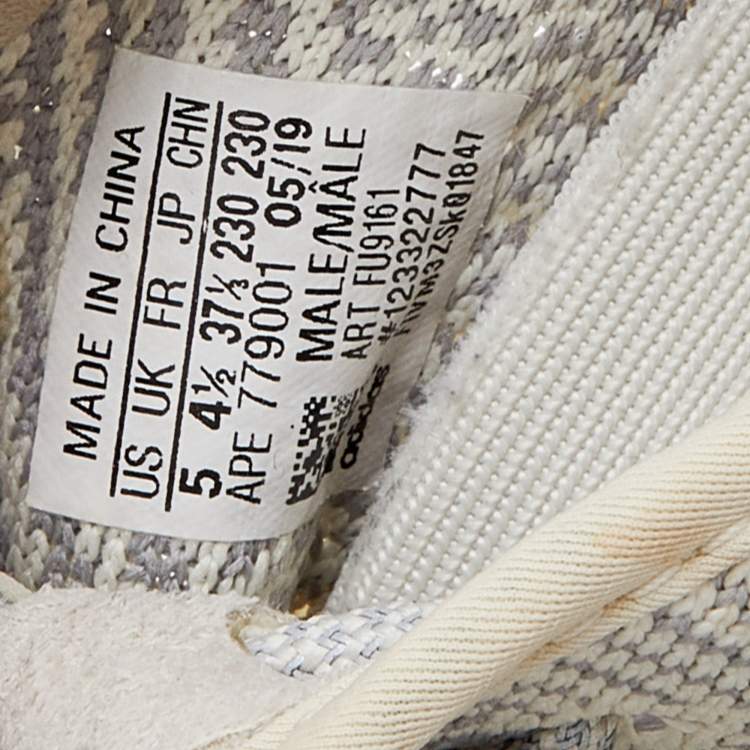 MADE IN CHINA
US UK FR JP CHN
5 4½ 37⅓ 230 230
APE 779001 05/19
MALE/MÂLE
ART FU9161
#123322777
adidas